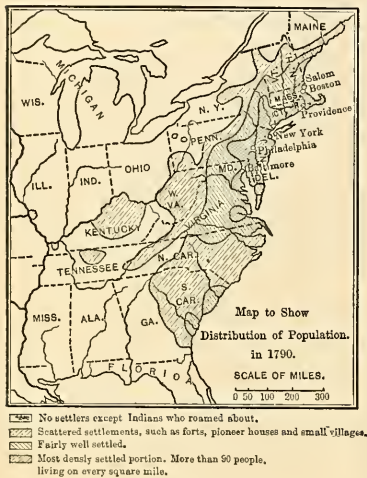 MAINE
MICHIGAN
WIS.
N.Y.
MASS
Salem
Boston
Providence
New York
PENN.
Philadelphia
Baltimore
MD.
DEL.
ILL.
IND.
OHIO
W. VA.
VIRGINIA
KENTUCKY
TENNESSEE
N. CAR.
S. CAR.
MISS.
ALA.
GA.
FLORIDA
Map to Show
Distribution of Population.
in 1790.
SCALE OF MILES.
0 50 100 200 300
No settlers except Indians who roamed about.
Scattered settlements, such as forts, pioneer houses and small villages.
Fairly well settled.
Most densly settled portion. More than 90 people,
living on every square mile.